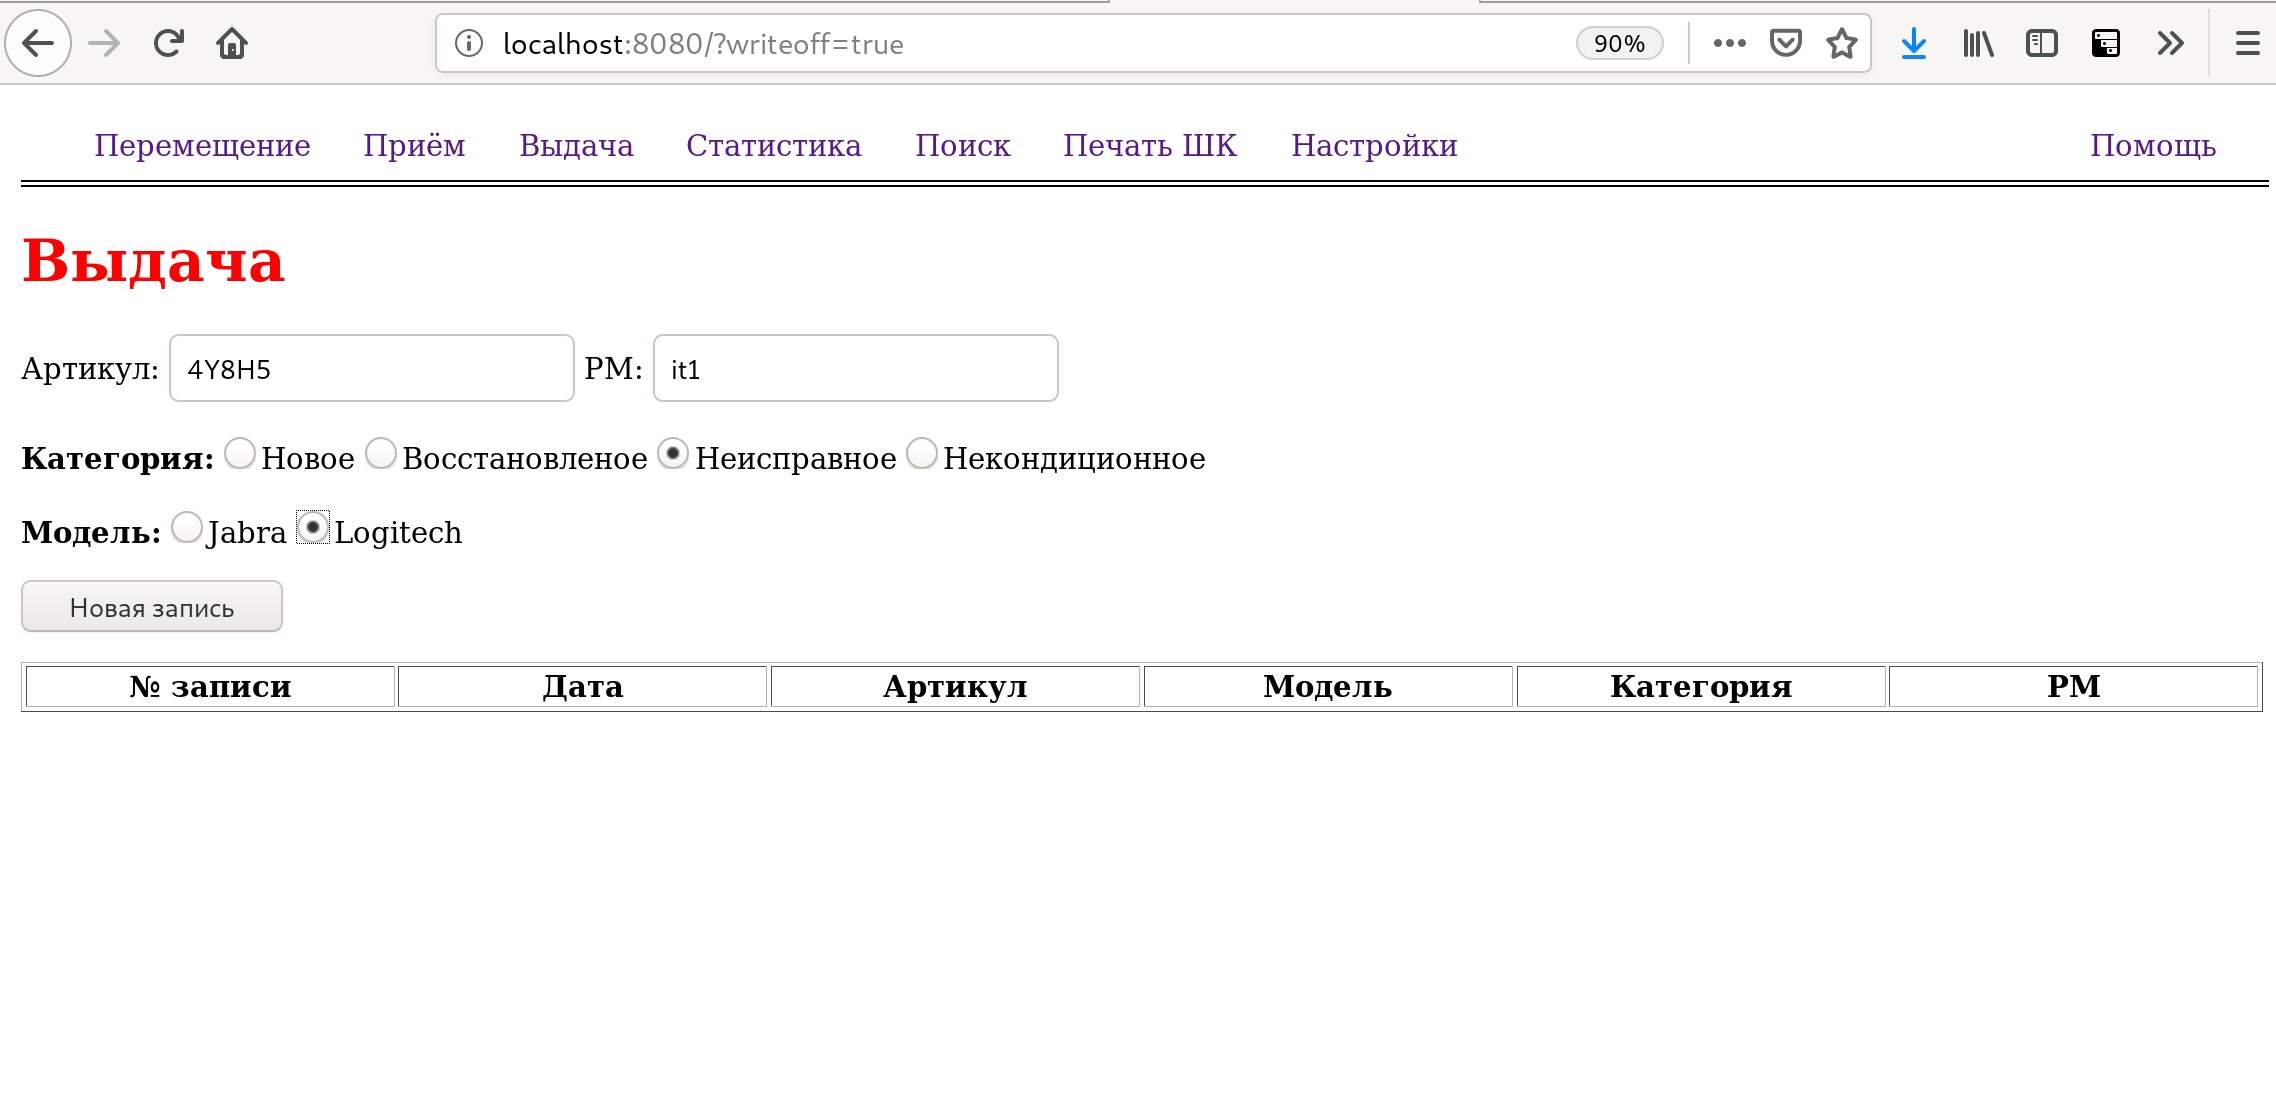 localhost:8080/?writeoff=true 90%
Перемещение Приём Выдача Статистика Поиск Печать ШК Настройки Помощь
Выдача
Артикул: 4Y8H5 РМ: it1
Категория: Новое Восстановленое Неисправное Некондиционное
Модель: Jabra Logitech
Новая запись
№ записи Дата Артикул Модель Категория РМ